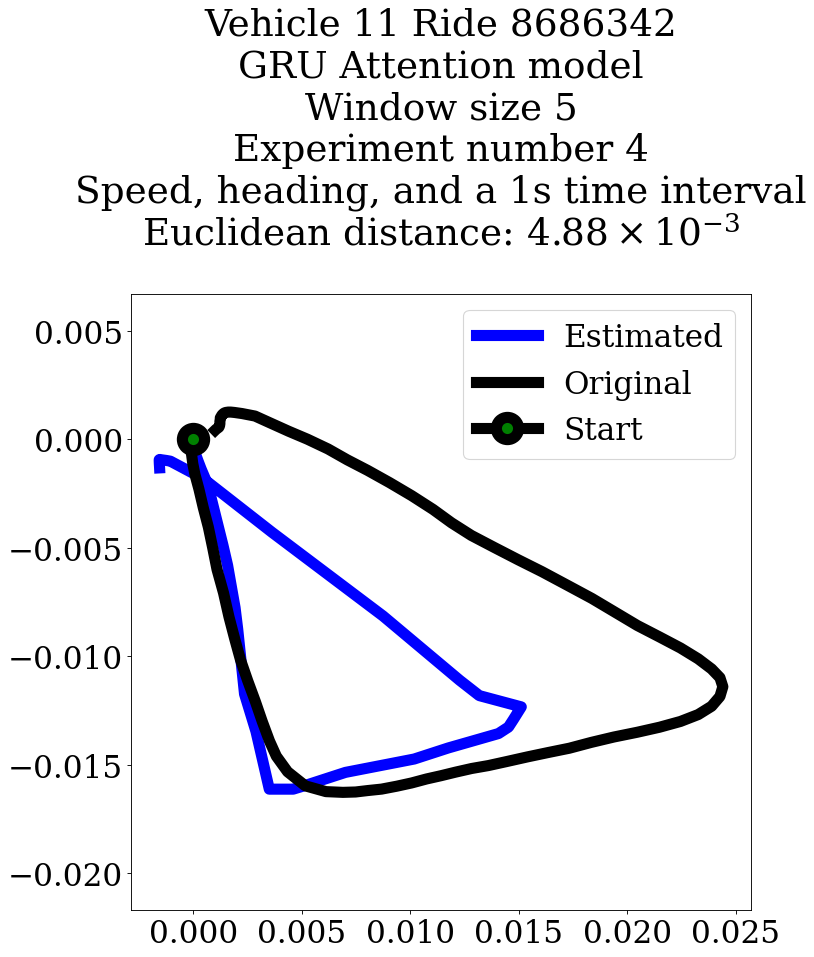 Vehicle 11 Ride 8686342
GRU Attention model
Window size 5
Experiment number 4
Speed, heading, and a 1s time interval
Euclidean distance: 4.88 × 10⁻³
Estimated
Original
Start
0.005
0.000
−0.005
−0.010
−0.015
−0.020
0.000 0.005 0.010 0.015 0.020 0.025